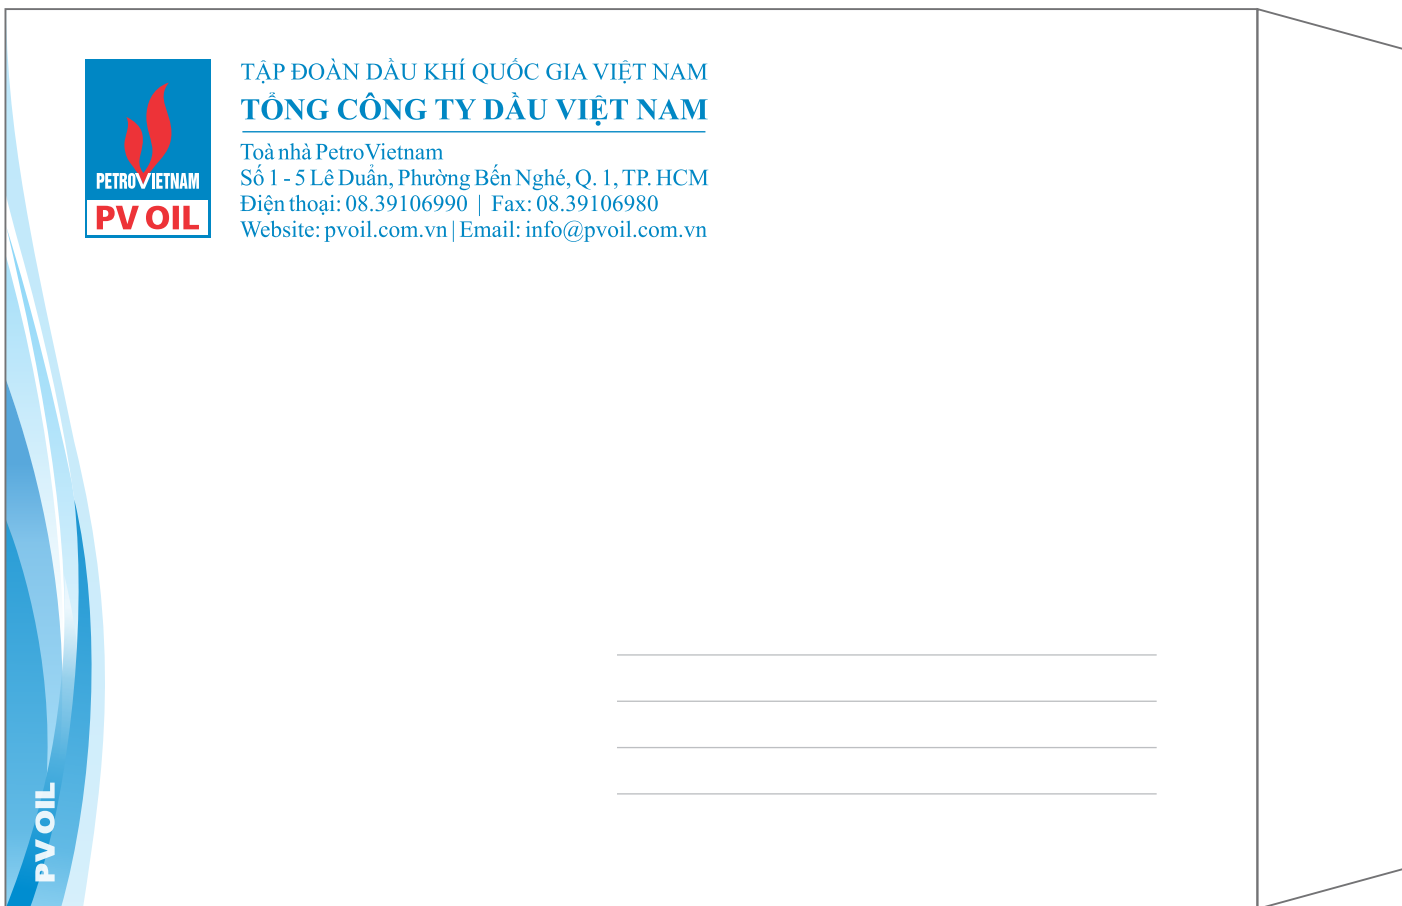 TẬP ĐOÀN DẦU KHÍ QUỐC GIA VIỆT NAM
TỔNG CÔNG TY DẦU VIỆT NAM
PETROVIETNAM
PV OIL
Toà nhà PetroVietnam
Số 1 - 5 Lê Duẩn, Phường Bến Nghé, Q. 1, TP. HCM
Điện thoại: 08.39106990 | Fax: 08.39106980
Website: pvoil.com.vn | Email: info@pvoil.com.vn
PV OIL